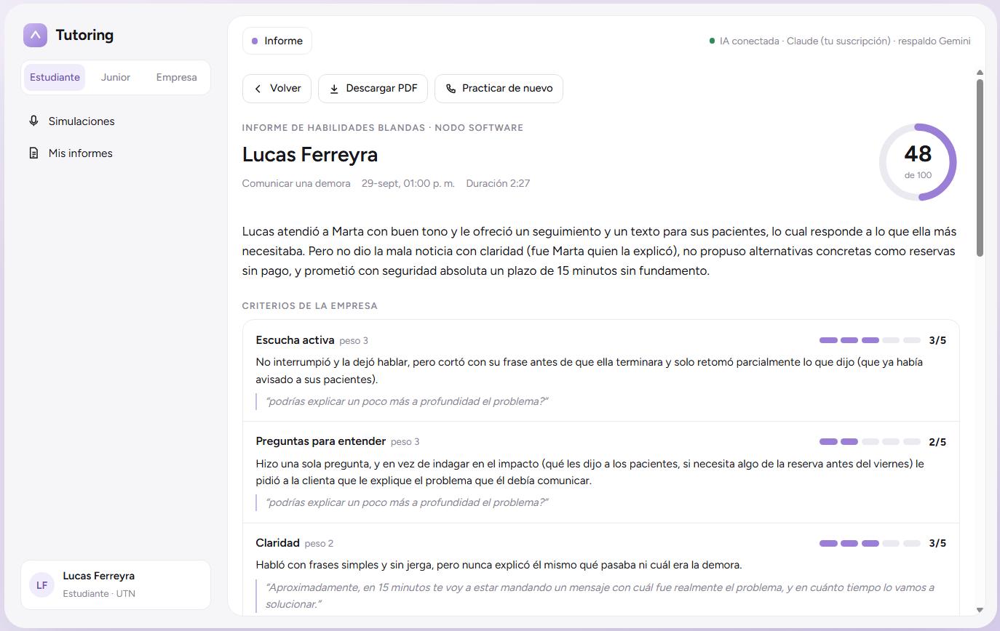 Tutoring
Estudiante Junior Empresa
Simulaciones
Mis informes
LF
Lucas Ferreyra
Estudiante · UTN
Informe
IA conectada · Claude (tu suscripción) · respaldo Gemini
Volver
Descargar PDF
Practicar de nuevo
INFORME DE HABILIDADES BLANDAS · NODO SOFTWARE
Lucas Ferreyra
Comunicar una demora 29-sept, 01:00 p. m. Duración 2:27
48
de 100
Lucas atendió a Marta con buen tono y le ofreció un seguimiento y un texto para sus pacientes, lo cual responde a lo que ella más
necesitaba. Pero no dio la mala noticia con claridad (fue Marta quien la explicó), no propuso alternativas concretas como reservas
sin pago, y prometió con seguridad absoluta un plazo de 15 minutos sin fundamento.
CRITERIOS DE LA EMPRESA
Escucha activa peso 3 3/5
No interrumpió y la dejó hablar, pero cortó con su frase antes de que ella terminara y solo retomó parcialmente lo que dijo (que ya había
avisado a sus pacientes).
“podrías explicar un poco más a profundidad el problema?”
Preguntas para entender peso 3 2/5
Hizo una sola pregunta, y en vez de indagar en el impacto (qué les dijo a los pacientes, si necesita algo de la reserva antes del viernes) le
pidió a la clienta que le explique el problema que él debía comunicar.
“podrías explicar un poco más a profundidad el problema?”
Claridad peso 2 3/5
Habló con frases simples y sin jerga, pero nunca explicó él mismo qué pasaba ni cuál era la demora.
“Aproximadamente, en 15 minutos te voy a estar mandando un mensaje con cuál fue realmente el problema, y en cuánto tiempo lo vamos a
solucionar.”